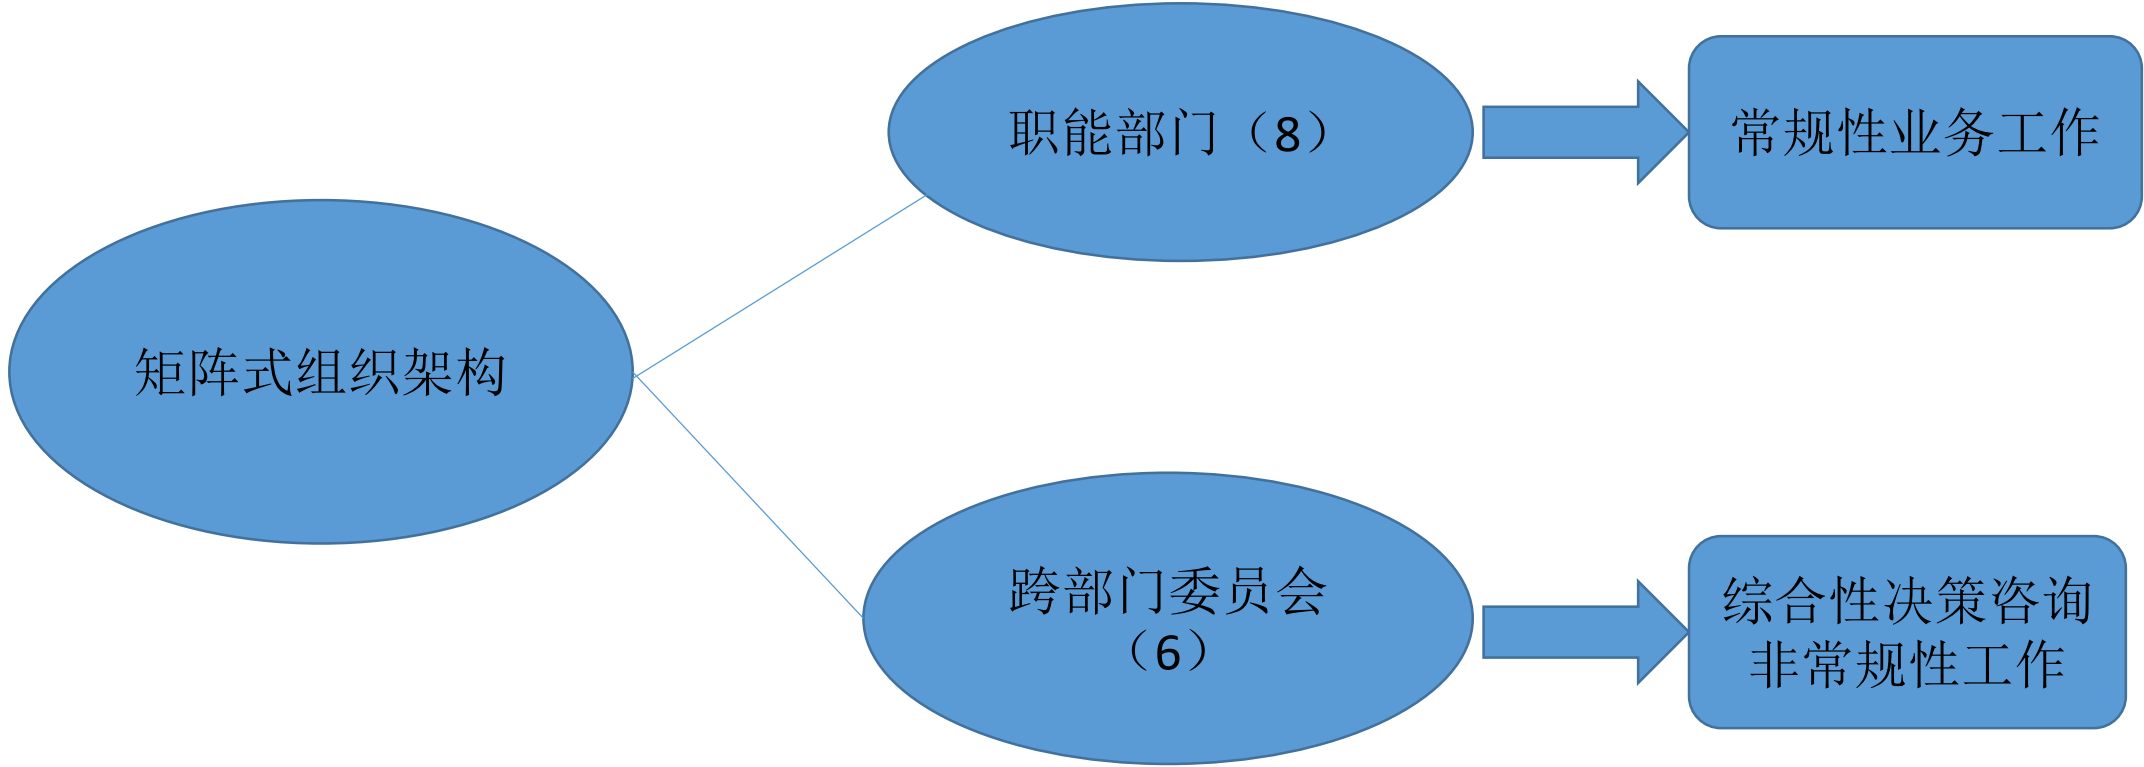 职能部门（8）
常规性业务工作
矩阵式组织架构
跨部门委员会
（6）
综合性决策咨询
非常规性工作